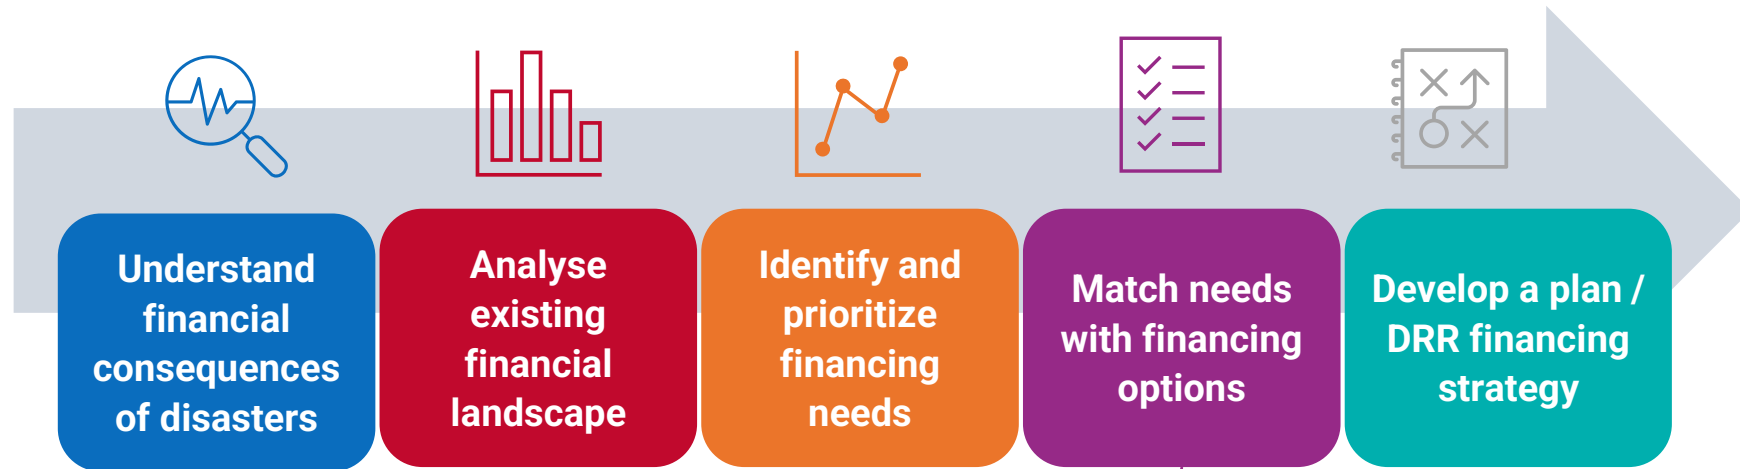 Understand
financial
consequences
of disasters
Analyse
existing
financial
landscape
Identify and
prioritize
financing
needs
Match needs
with financing
options
Develop a plan /
DRR financing
strategy